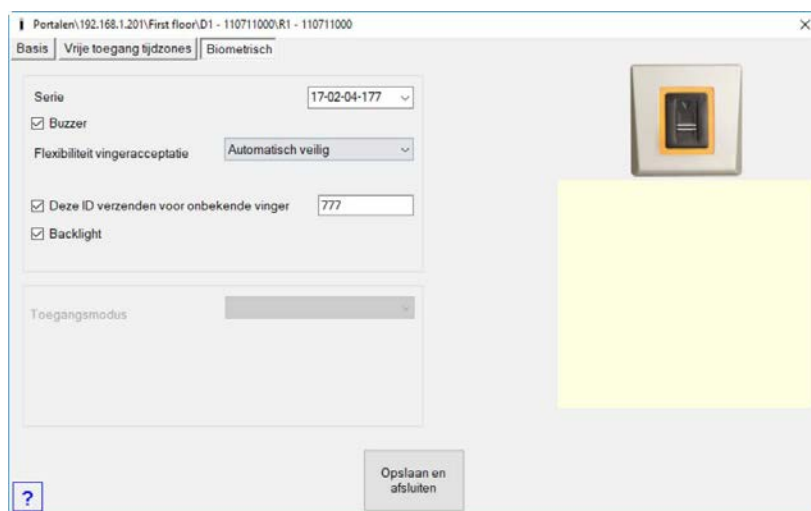 Portalen\192.168.1.201\First floor\D1 - 110711000\R1 - 110711000
Basis Vrije toegang tijdzones Biometrisch
Serie 17-02-04-177
Buzzer
Flexibiliteit vingeracceptatie Automatisch veilig
Deze ID verzenden voor onbekende vinger 777
Backlight
Toegangsmodus
Opslaan en
afsluiten
?